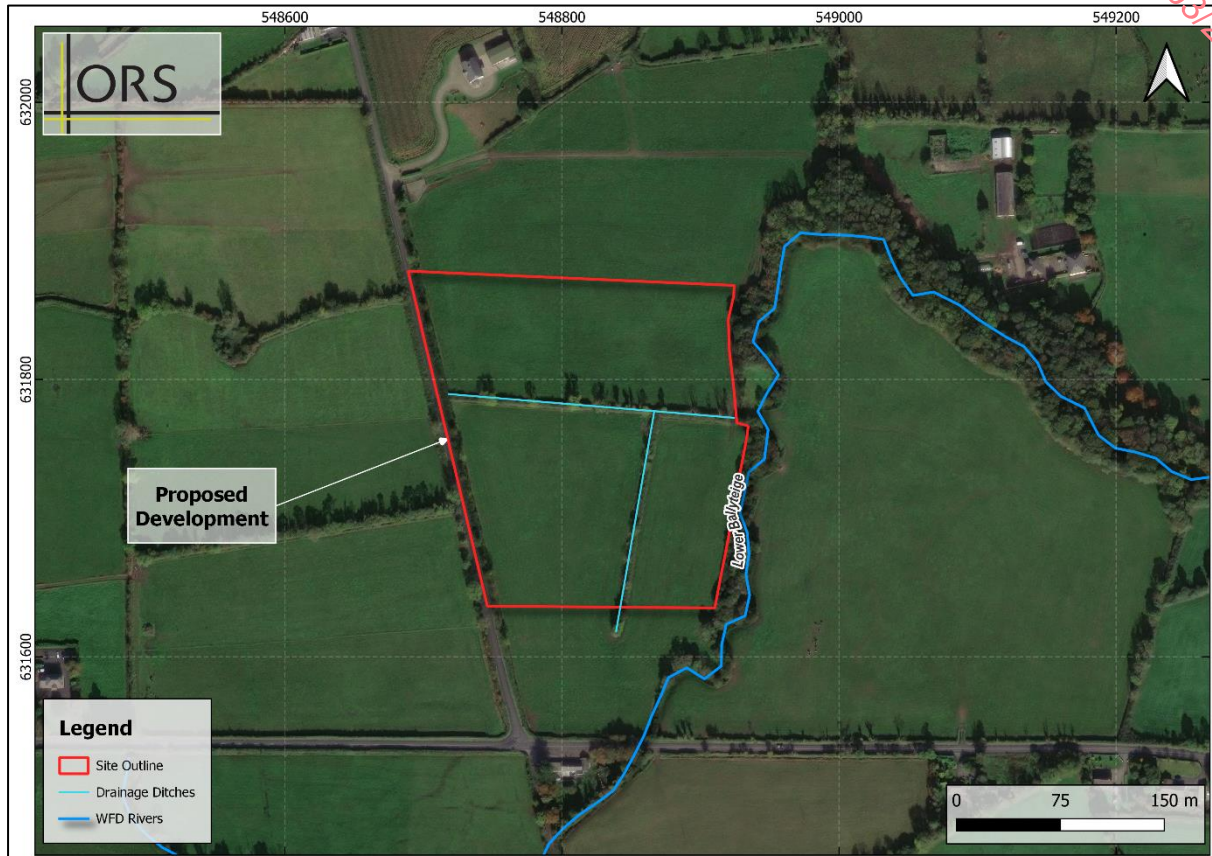 548600
548800
549000
549200
ORS
632000
631800
631600
Proposed
Development
Lower Ballyteige
Legend
Site Outline
Drainage Ditches
WFD Rivers
0 75 150 m